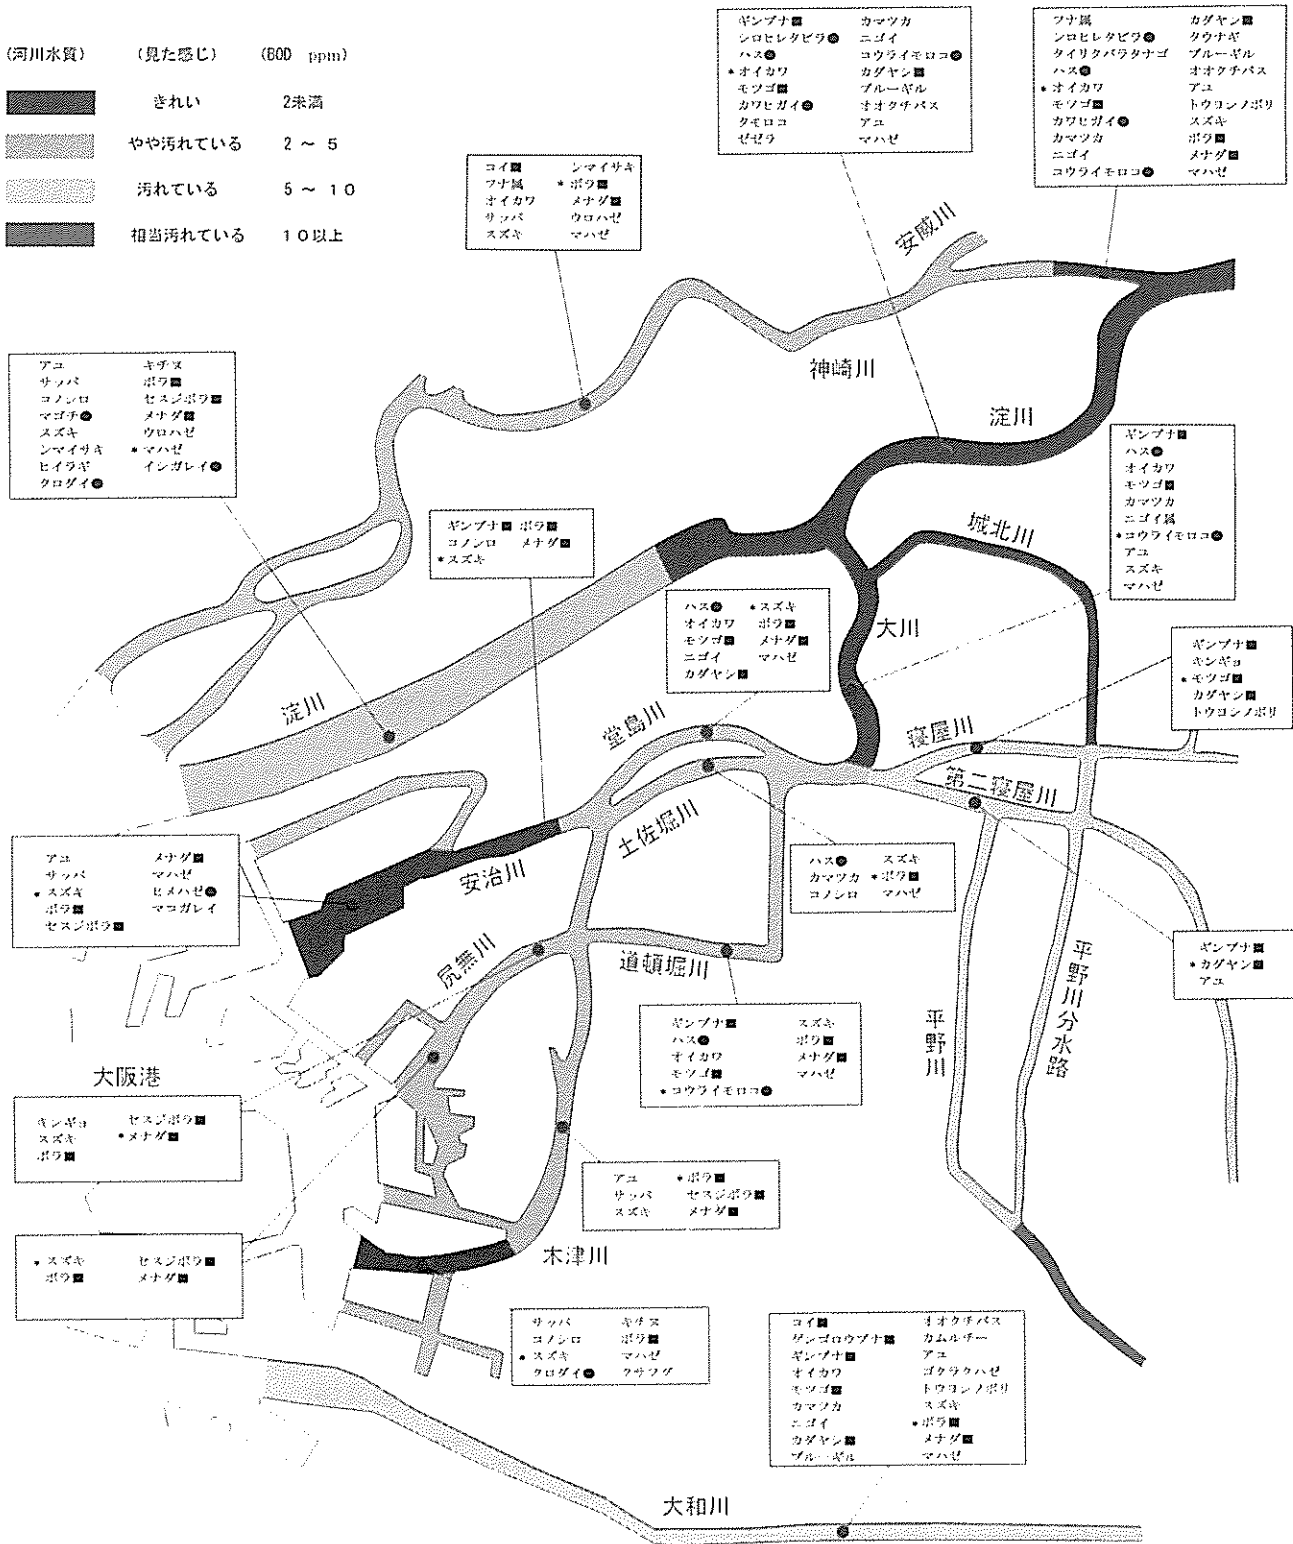 (河川水質) (見た感じ) (BOD ppm)
きれい 2未満
やや汚れている 2 ～ 5
汚れている 5 ～ 10
相当汚れている 10以上
ギンブナ■ カマツカ
シロヒレタビラ● ニゴイ
ハス● コウライモロコ●
*オイカワ カダヤシ■
モツゴ■ ブルーギル
カワヒガイ● オオクチバス
タモロコ アユ
ゼゼラ マハゼ
フナ属 カダヤシ■
シロヒレタビラ● タウナギ
タイリクバラタナゴ ブルーギル
ハス● オオクチバス
*オイカワ アユ
モツゴ■ トウヨシノボリ
カワヒガイ● スズキ
カマツカ ボラ■
ニゴイ メナダ■
コウライモロコ● マハゼ
コイ■ シマイサキ
フナ属 *ボラ■
オイカワ メナダ■
サッパ ウロハゼ
スズキ マハゼ
安威川
神崎川
淀川
アユ キチヌ
サッパ ボラ■
コノシロ セスジボラ■
マゴチ● メナダ■
スズキ ウロハゼ
シマイサキ *マハゼ
ヒイラギ イシガレイ●
クロダイ●
ギンブナ■
ハス●
オイカワ
モツゴ■
カマツカ
ニゴイ属
*コウライモロコ●
アユ
スズキ
マハゼ
ギンブナ■ ボラ■
コノシロ メナダ■
*スズキ
城北川
ハス● *スズキ
オイカワ ボラ■
モツゴ■ メナダ■
ニゴイ マハゼ
カダヤシ■
大川
ギンブナ■
キンギョ
*モツゴ■
カダヤシ■
トウヨシノボリ
淀川
堂島川
寝屋川
第二寝屋川
土佐堀川
安治川
アユ メナダ■
サッパ マハゼ
*スズキ ヒメハゼ●
ボラ■ マコガレイ
セスジボラ■
ハス● スズキ
カマツカ *ボラ■
コノシロ マハゼ
尻無川
道頓堀川
平野川
平野川分水路
ギンブナ■
*カダヤシ■
アユ
ギンブナ■ スズキ
ハス● ボラ■
オイカワ メナダ■
モツゴ■ マハゼ
*コウライモロコ●
大阪港
キンギョ セスジボラ■
スズキ *メナダ■
ボラ■
アユ *ボラ■
サッパ セスジボラ■
スズキ メナダ■
*スズキ セスジボラ■
ボラ■ メナダ■
木津川
サッパ キチヌ
コノシロ ボラ■
*スズキ マハゼ
クロダイ● クサフグ
コイ■ オオクチバス
ゲンゴロウブナ■ カムルチー
ギンブナ■ アユ
オイカワ ゴクラクハゼ
モツゴ■ トウヨシノボリ
カマツカ スズキ
ニゴイ *ボラ■
カダヤシ■ メナダ■
ブルーギル マハゼ
大和川